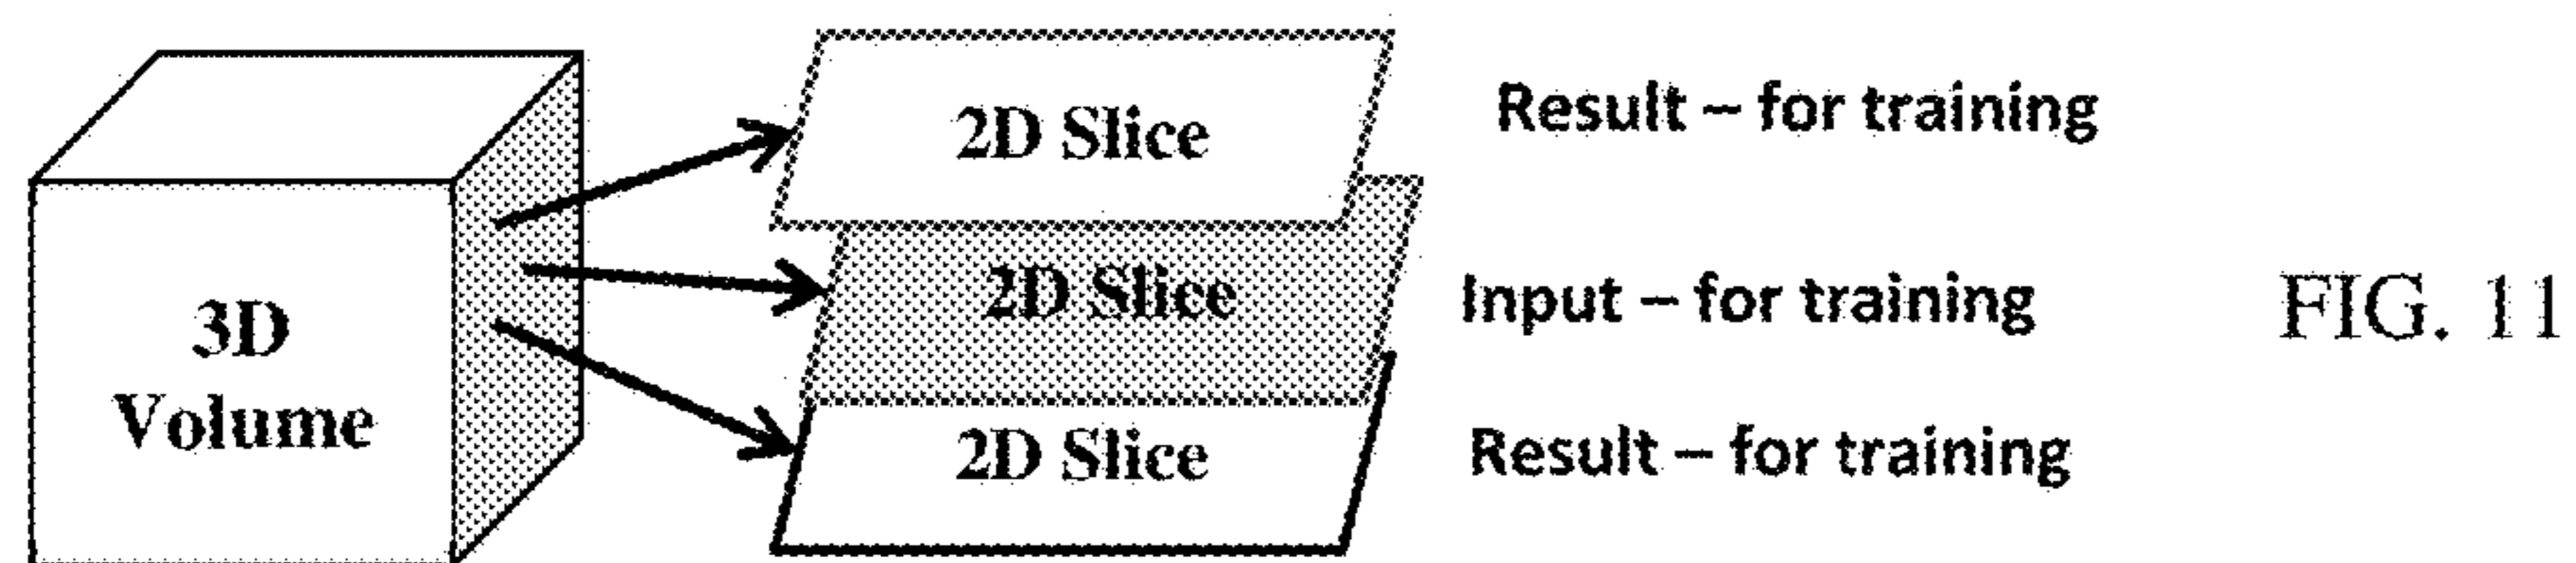 3D
Volume
2D Slice
Result – for training
2D Slice
Input – for training
2D Slice
Result – for training
FIG. 11